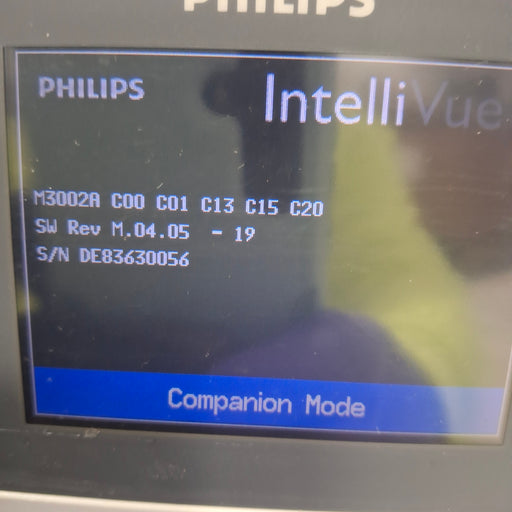 PHILIPS
PHILIPS
IntelliVue
M3002A C00 C01 C13 C15 C20
SW Rev M.04.05 - 19
S/N DE83630056
Companion Mode